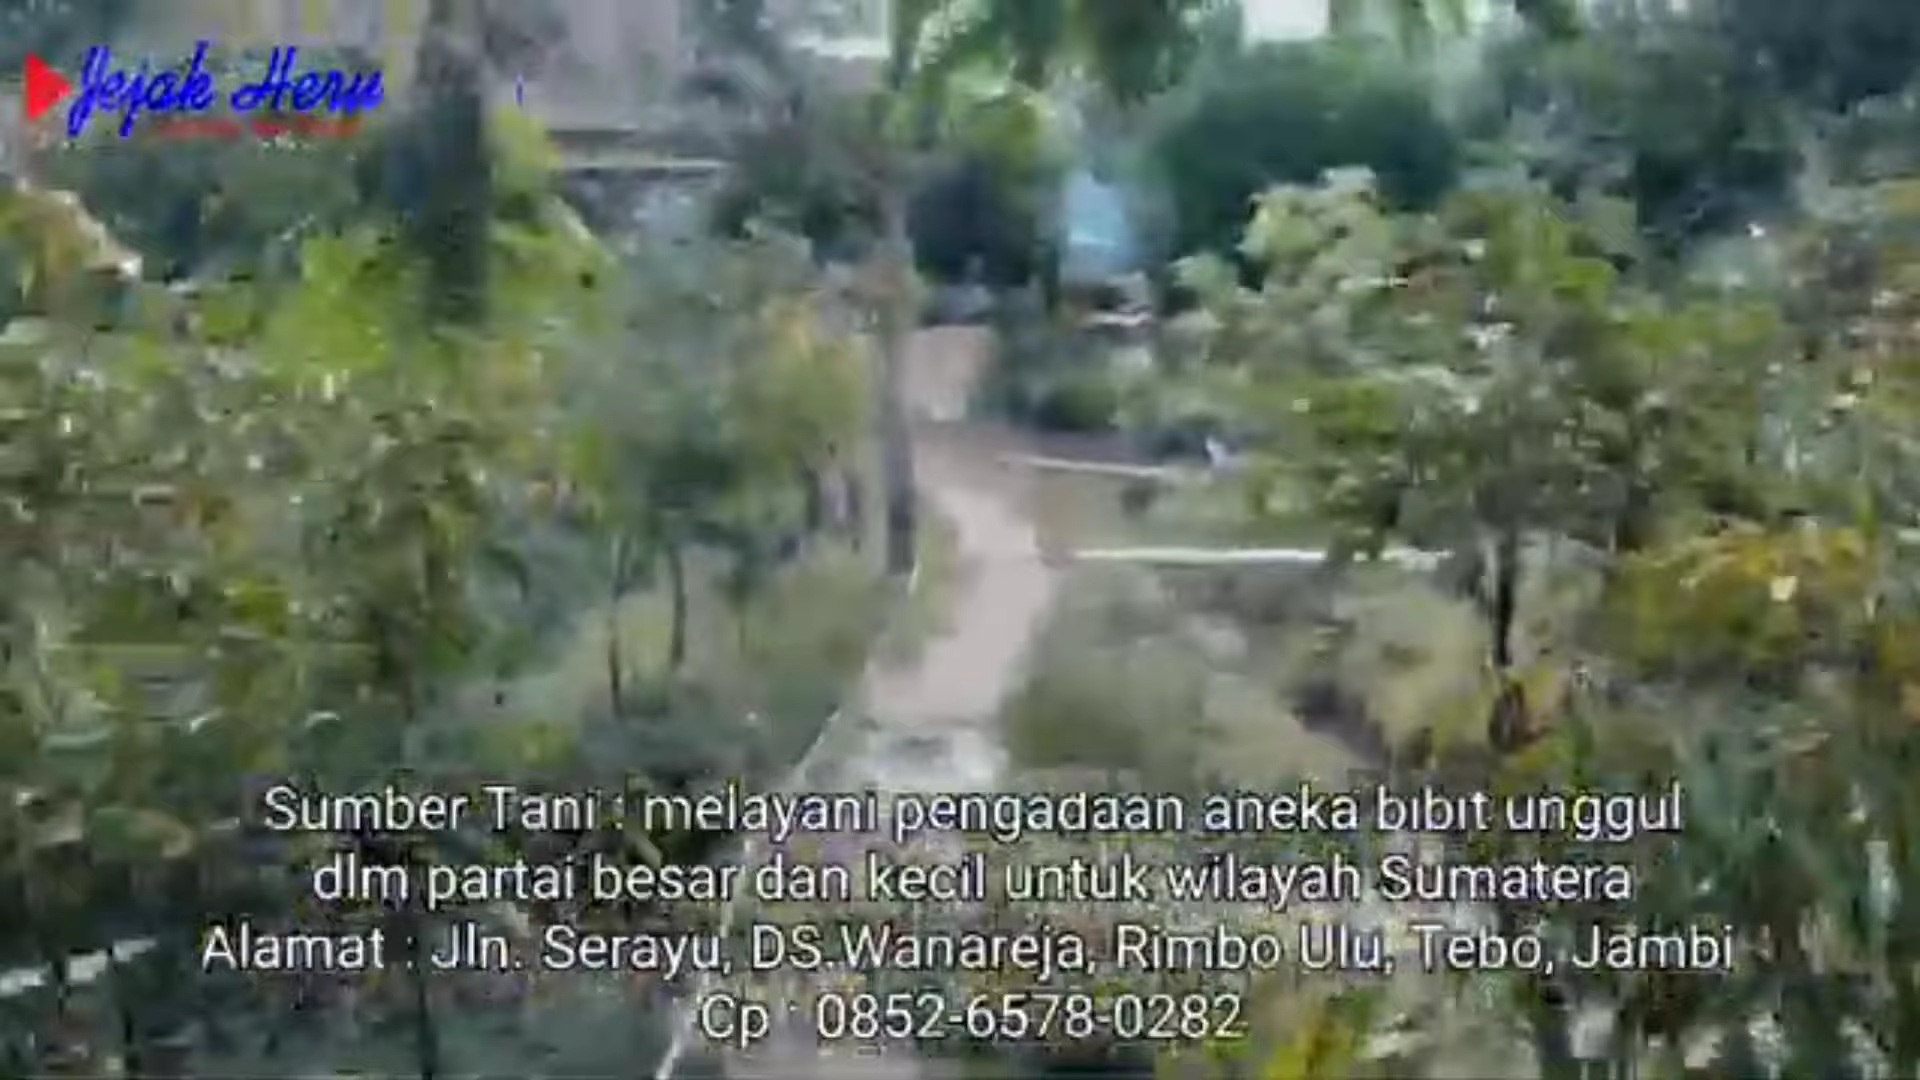 Jejak Heru
Sumber Tani : melayani pengadaan aneka bibit unggul
dlm partai besar dan kecil untuk wilayah Sumatera
Alamat : Jln. Serayu, DS.Wanareja, Rimbo Ulu, Tebo, Jambi
Cp : 0852-6578-0282